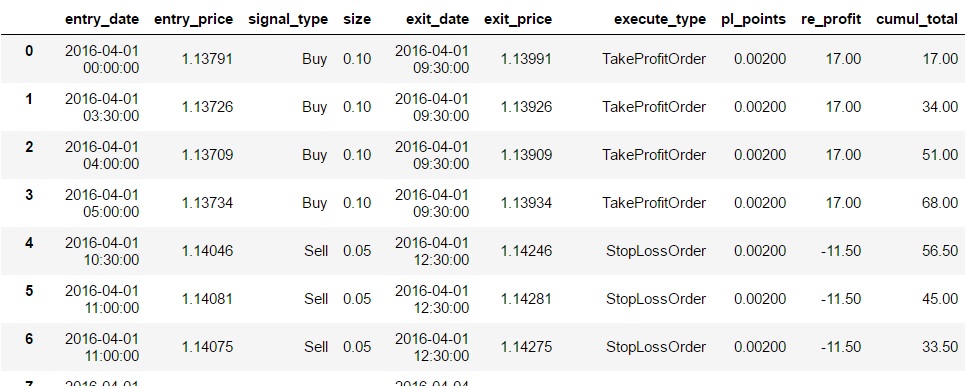 entry_date entry_price signal_type size exit_date exit_price execute_type pl_points re_profit cumul_total
0 2016-04-01 00:00:00 1.13791 Buy 0.10 2016-04-01 09:30:00 1.13991 TakeProfitOrder 0.00200 17.00 17.00
1 2016-04-01 03:30:00 1.13726 Buy 0.10 2016-04-01 09:30:00 1.13926 TakeProfitOrder 0.00200 17.00 34.00
2 2016-04-01 04:00:00 1.13709 Buy 0.10 2016-04-01 09:30:00 1.13909 TakeProfitOrder 0.00200 17.00 51.00
3 2016-04-01 05:00:00 1.13734 Buy 0.10 2016-04-01 09:30:00 1.13934 TakeProfitOrder 0.00200 17.00 68.00
4 2016-04-01 10:30:00 1.14046 Sell 0.05 2016-04-01 12:30:00 1.14246 StopLossOrder 0.00200 -11.50 56.50
5 2016-04-01 11:00:00 1.14081 Sell 0.05 2016-04-01 12:30:00 1.14281 StopLossOrder 0.00200 -11.50 45.00
6 2016-04-01 11:00:00 1.14075 Sell 0.05 2016-04-01 12:30:00 1.14275 StopLossOrder 0.00200 -11.50 33.50